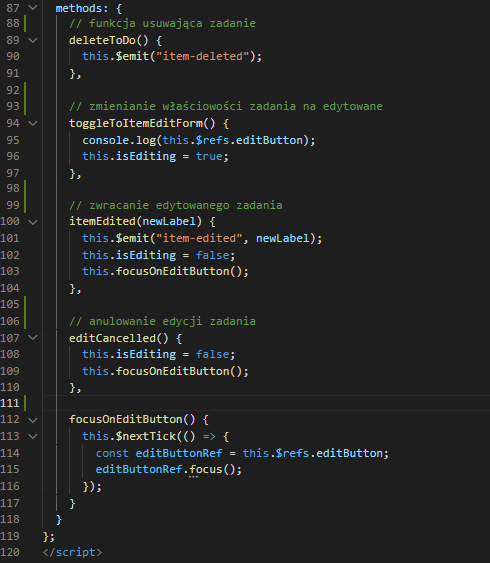 87 methods: {
88 // funkcja usuwająca zadanie
89 deleteToDo() {
90 this.$emit("item-deleted");
91 },
92
93 // zmienianie właściowości zadania na edytowane
94 toggleToItemEditForm() {
95 console.log(this.$refs.editButton);
96 this.isEditing = true;
97 },
98
99 // zwracanie edytowanego zadania
100 itemEdited(newLabel) {
101 this.$emit("item-edited", newLabel);
102 this.isEditing = false;
103 this.focusOnEditButton();
104 },
105
106 // anulowanie edycji zadania
107 editCancelled() {
108 this.isEditing = false;
109 this.focusOnEditButton();
110 },
111
112 focusOnEditButton() {
113 this.$nextTick(() => {
114 const editButtonRef = this.$refs.editButton;
115 editButtonRef.focus();
116 });
117 }
118 }
119 };
120 </script>